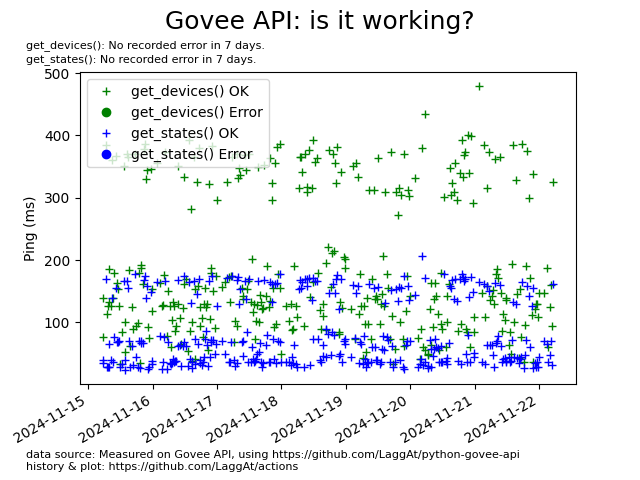 Govee API: is it working?
get_devices(): No recorded error in 7 days.
get_states(): No recorded error in 7 days.
500
400
300
200
100
Ping (ms)
get_devices() OK
get_devices() Error
get_states() OK
get_states() Error
2024-11-15
2024-11-16
2024-11-17
2024-11-18
2024-11-19
2024-11-20
2024-11-21
2024-11-22
data source: Measured on Govee API, using https://github.com/LaggAt/python-govee-api
history & plot: https://github.com/LaggAt/actions